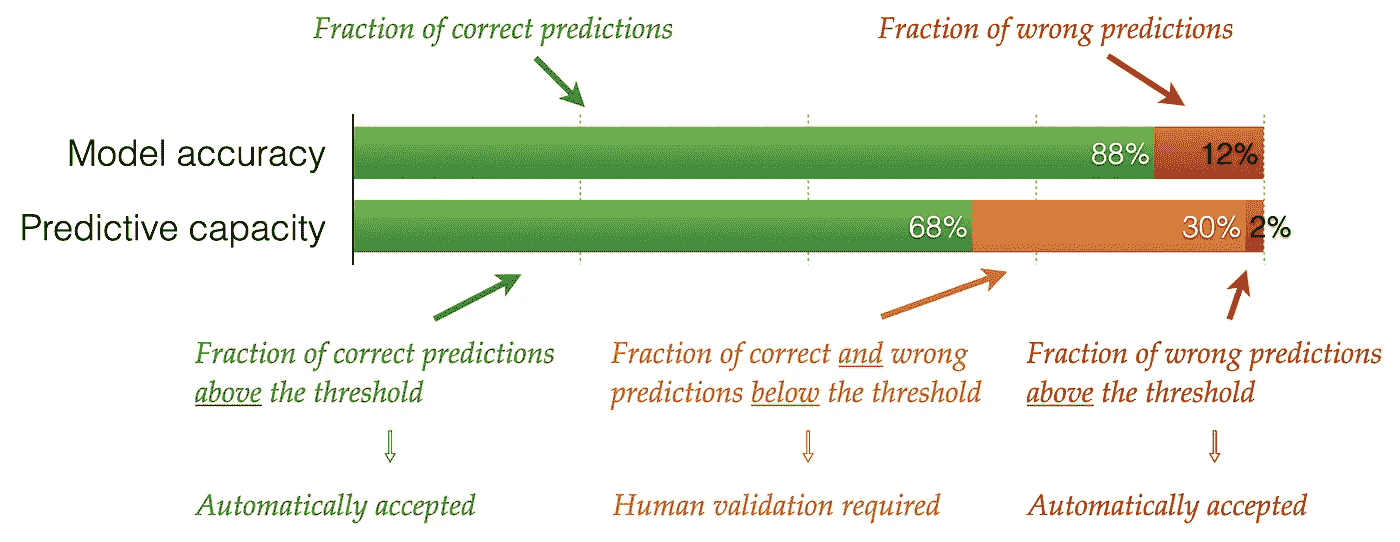 Fraction of correct predictions
Fraction of wrong predictions
Model accuracy
88%
12%
Predictive capacity
68%
30%
2%
Fraction of correct predictions
above the threshold
Fraction of correct and wrong
predictions below the threshold
Fraction of wrong predictions
above the threshold
Automatically accepted
Human validation required
Automatically accepted